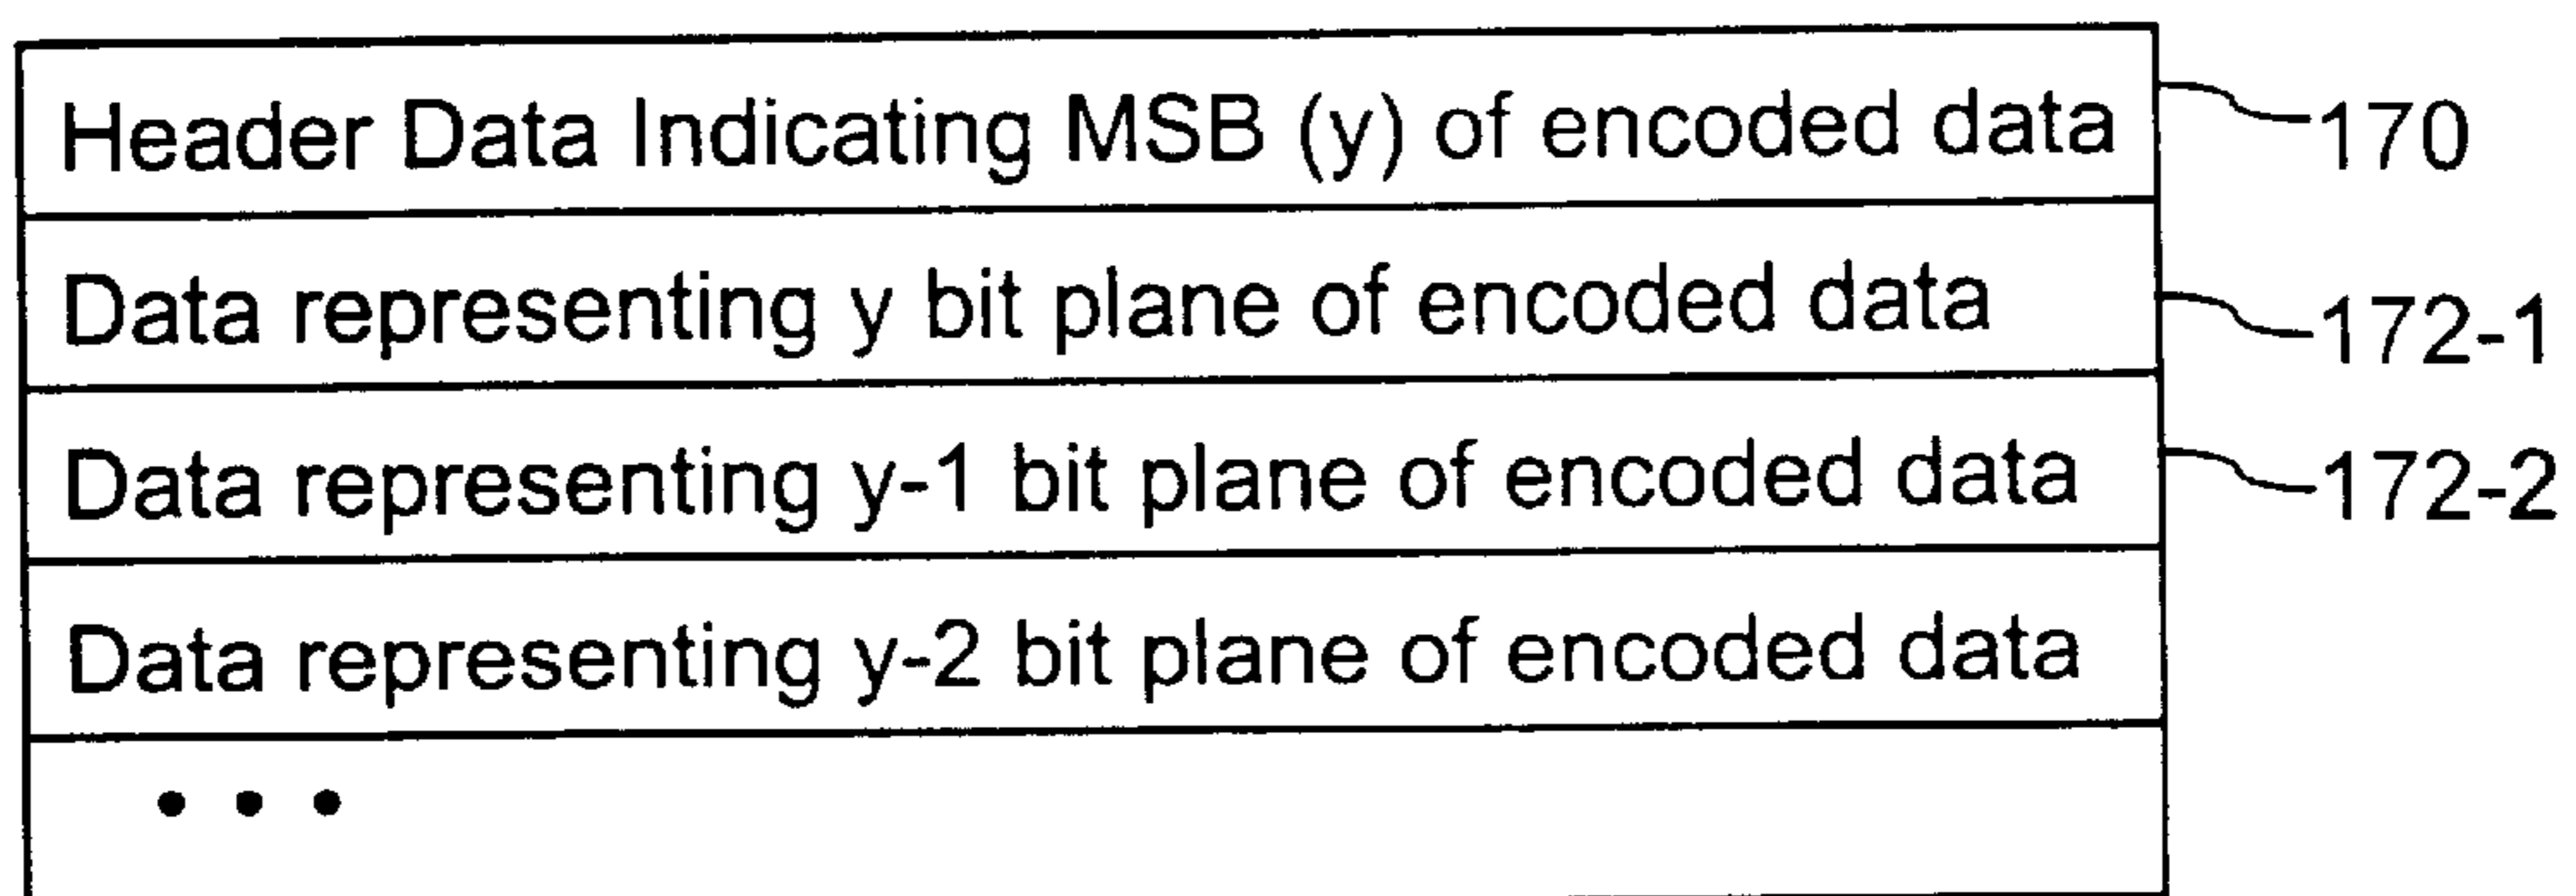 Header Data Indicating MSB (y) of encoded data 170
Data representing y bit plane of encoded data 172-1
Data representing y-1 bit plane of encoded data 172-2
Data representing y-2 bit plane of encoded data
• • •